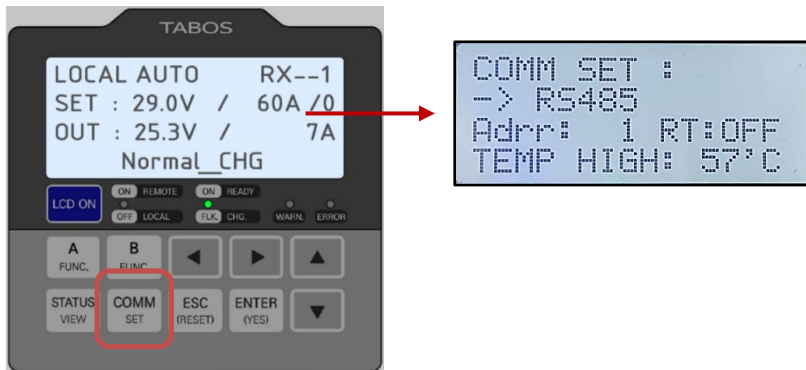 TABOS
LOCAL AUTO RX--1
SET : 29.0V / 60A /0
OUT : 25.3V / 7A
Normal__CHG
LCD ON
ON REMOTE ON READY
OFF LOCAL FLK. CHG. WARN. ERROR
A FUNC.
B FUNC
STATUS VIEW
COMM SET
ESC (RESET)
ENTER (YES)
COMM SET :
-> RS485
Adrr: 1 RT:OFF
TEMP HIGH: 57'C